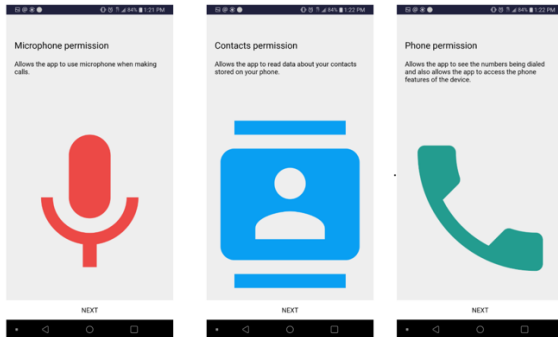 84% 1:21 PM
Microphone permission
Allows the app to use microphone when making
calls.
NEXT
84% 1:22 PM
Contacts permission
Allows the app to read data about your contacts
stored on your phone.
NEXT
84% 1:22 PM
Phone permission
Allows the app to see the numbers being dialed
and also allows the app to access the phone
features of the device.
NEXT